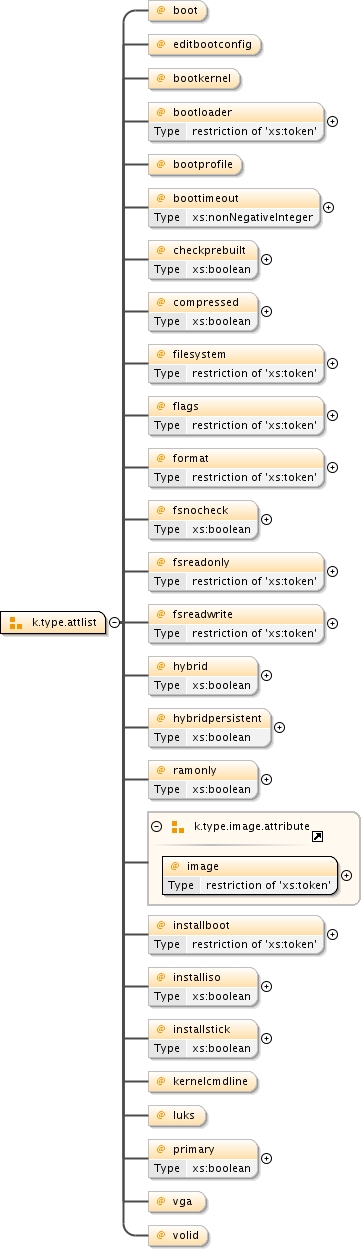 @ boot
@ editbootconfig
@ bootkernel
@ bootloader
Type restriction of 'xs:token'
@ bootprofile
@ boottimeout
Type xs:nonNegativeInteger
@ checkprebuilt
Type xs:boolean
@ compressed
Type xs:boolean
@ filesystem
Type restriction of 'xs:token'
@ flags
Type restriction of 'xs:token'
@ format
Type restriction of 'xs:token'
@ fsnocheck
Type xs:boolean
@ fsreadonly
Type restriction of 'xs:token'
k.type.attlist
@ fsreadwrite
Type restriction of 'xs:token'
@ hybrid
Type xs:boolean
@ hybridpersistent
Type xs:boolean
@ ramonly
Type xs:boolean
k.type.image.attribute
@ image
Type restriction of 'xs:token'
@ installboot
Type restriction of 'xs:token'
@ installiso
Type xs:boolean
@ installstick
Type xs:boolean
@ kernelcmdline
@ luks
@ primary
Type xs:boolean
@ vga
@ volid